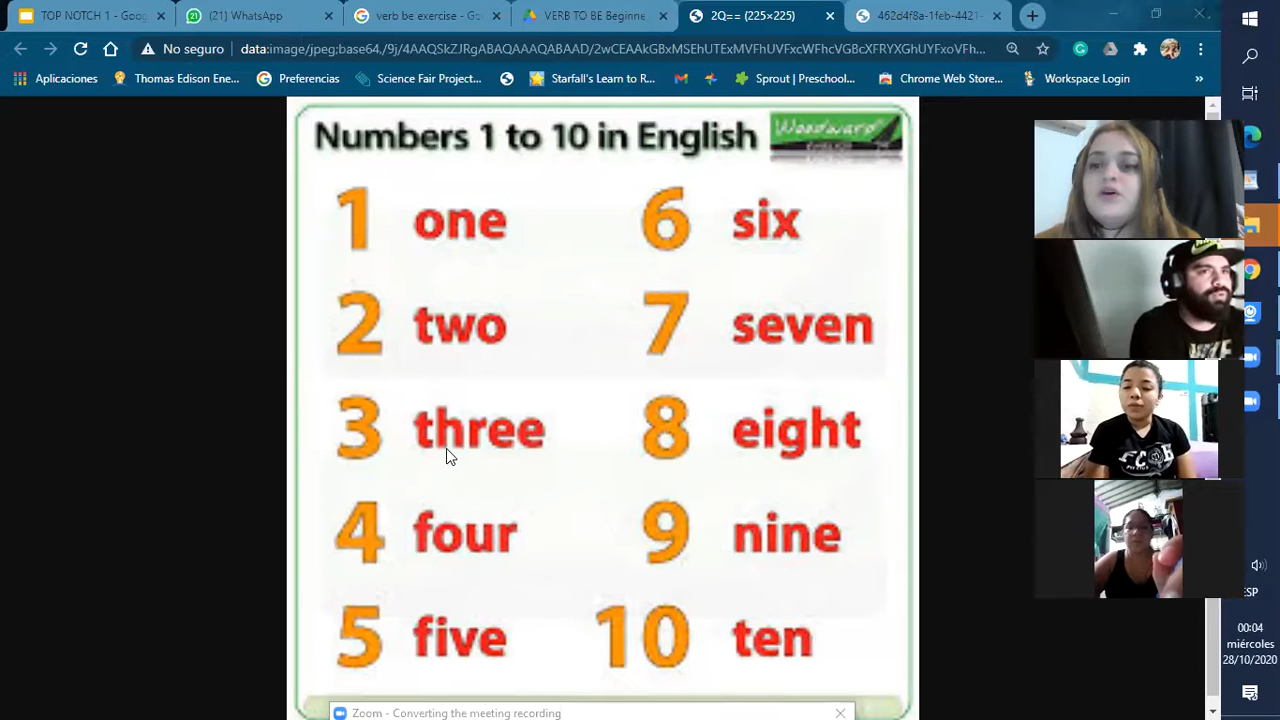 TOP NOTCH 1 - Goog
(21) WhatsApp
verb be exercise - Goo
VERB TO BE Beginne
2Q== (225×225)
462d4f8a-1feb-4421-
No seguro
data:image/jpeg;base64,/9j/4AAQSkZJRgABAQAAAQABAAD/2wCEAAkGBxMSEhUTExMVFhUVFxcWFhcVGBcXFRYXGhUYFxoVFh...
Aplicaciones
Thomas Edison Ene...
Preferencias
Science Fair Project...
Starfall's Learn to R...
Sprout | Preschool...
Chrome Web Store...
Workspace Login
»
Numbers 1 to 10 in English
Woodward
ENGLISH
1 one 6 six
2 two 7 seven
3 three 8 eight
4 four 9 nine
5 five 10 ten
Zoom - Converting the meeting recording
ESP
00:04
miércoles
28/10/2020